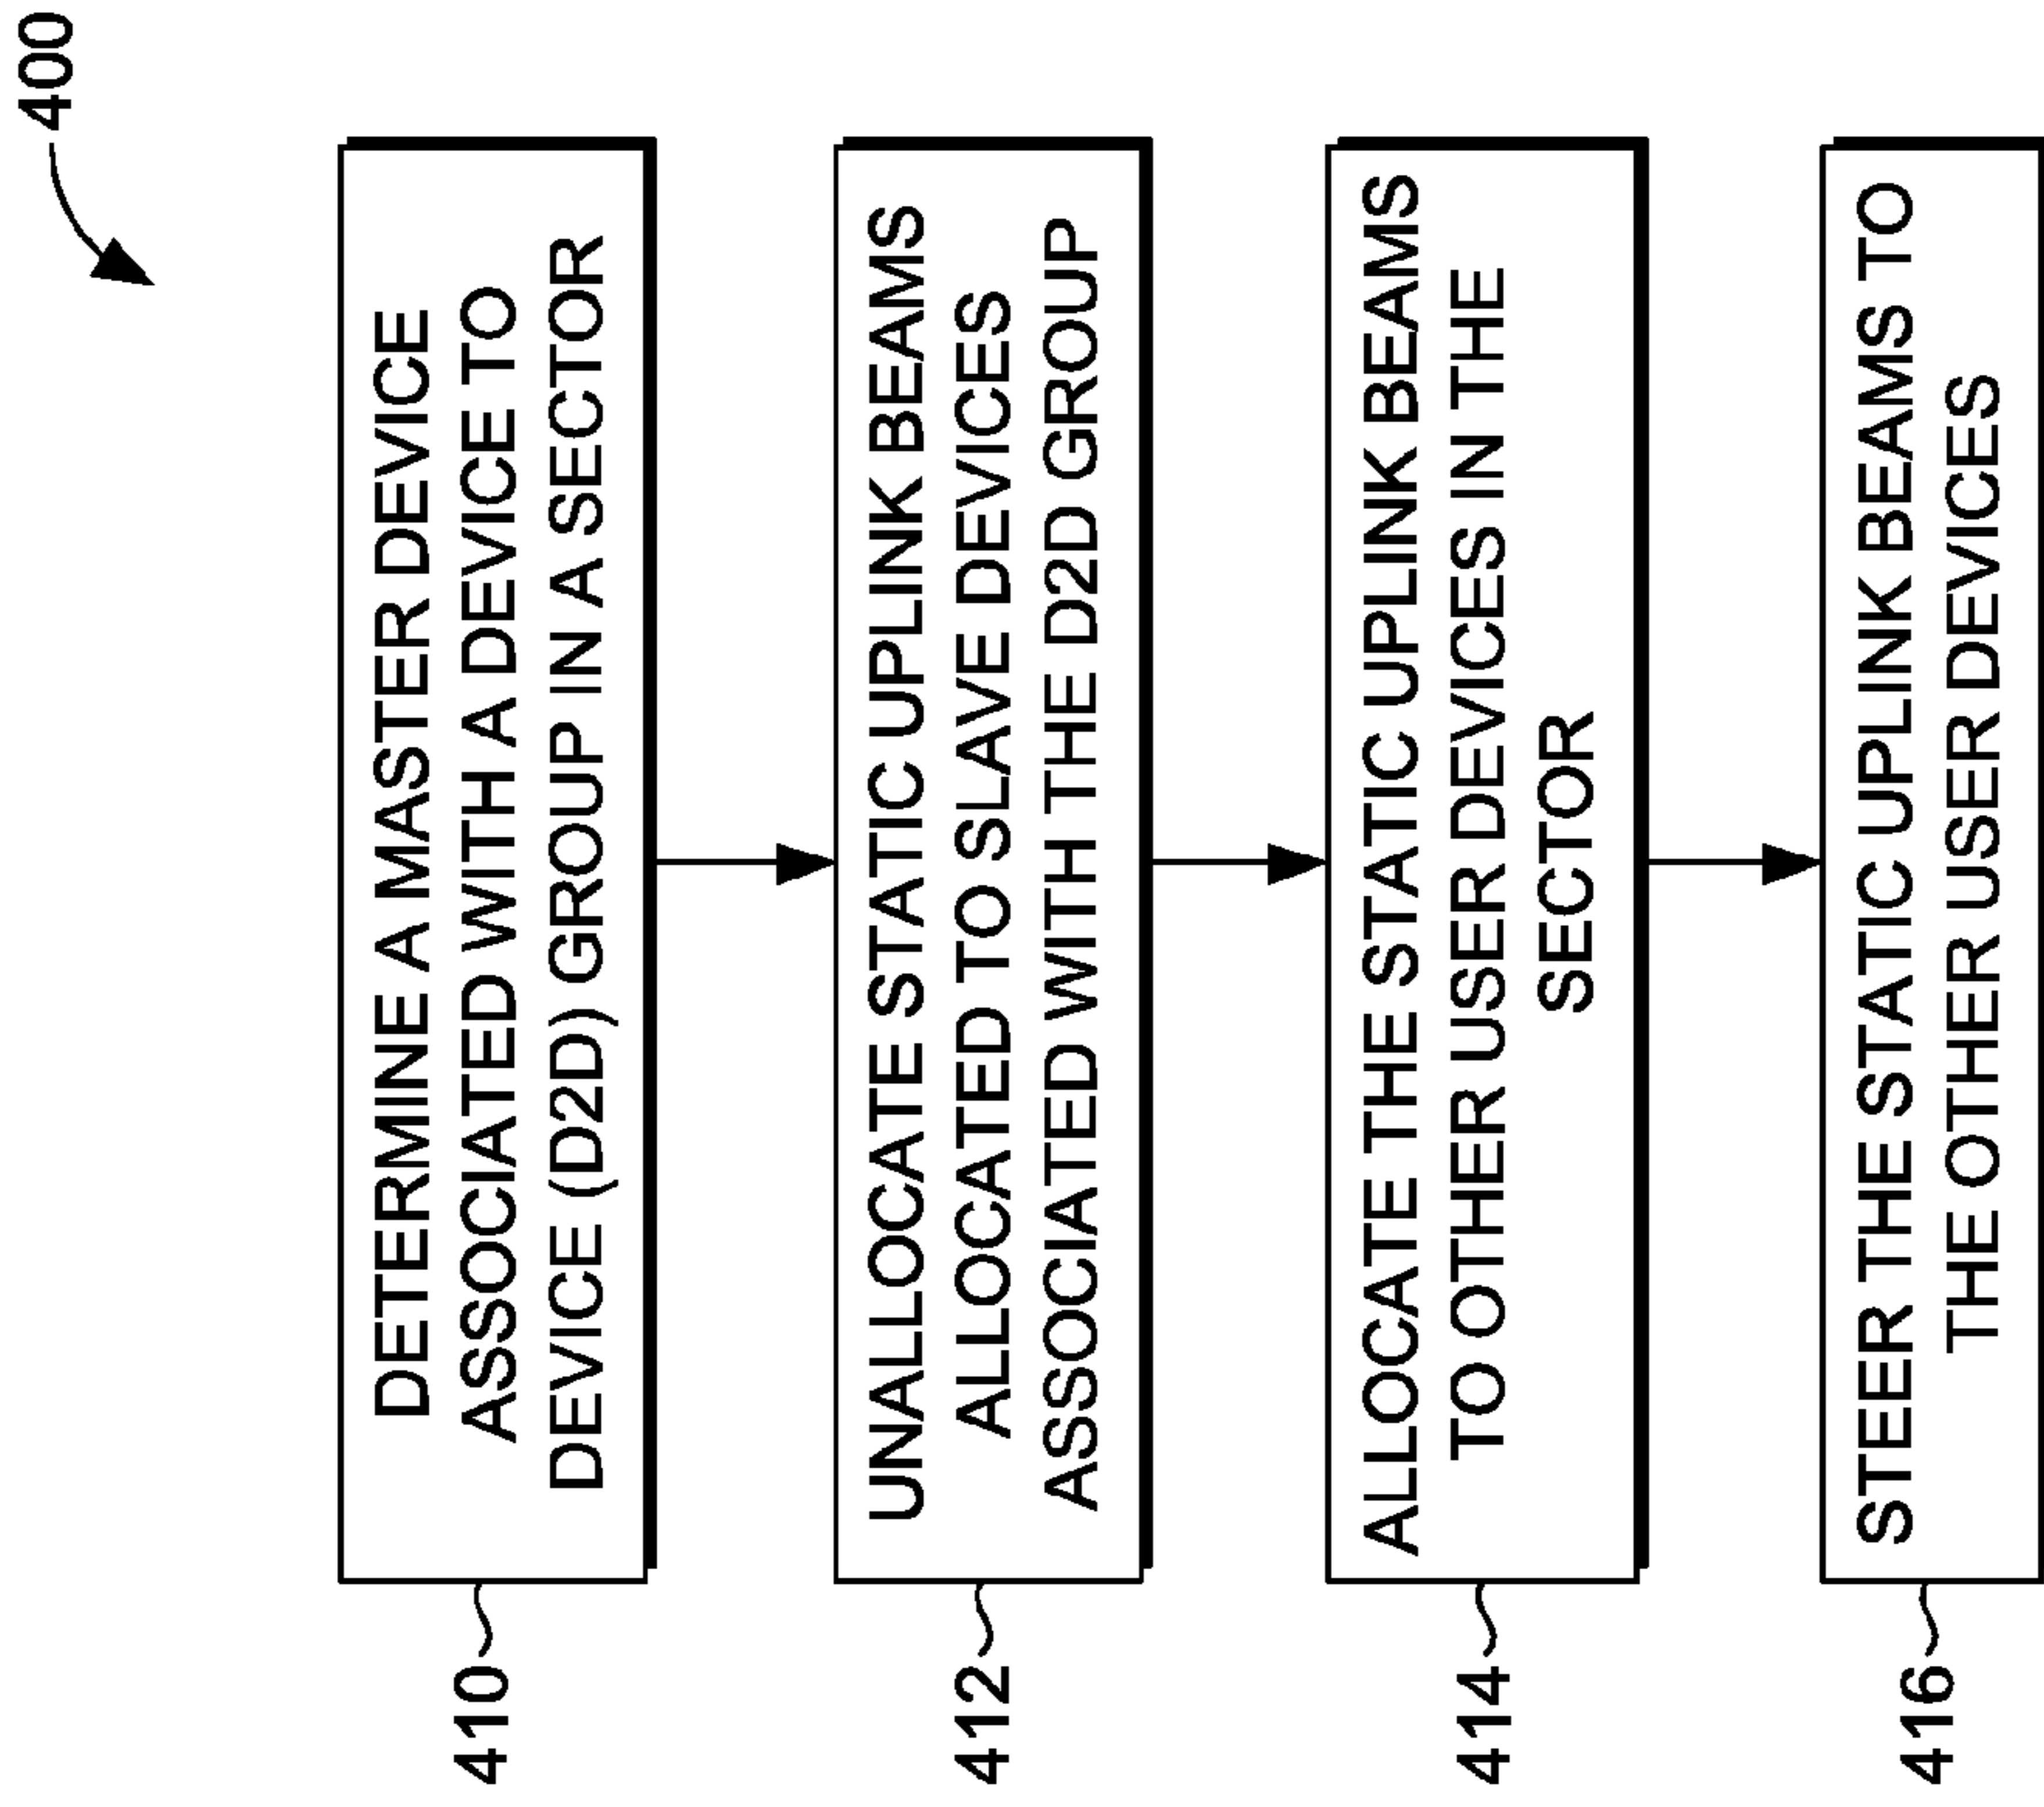 400
410
DETERMINE A MASTER DEVICE
ASSOCIATED WITH A DEVICE TO
DEVICE (D2D) GROUP IN A SECTOR
412
UNALLOCATE STATIC UPLINK BEAMS
ALLOCATED TO SLAVE DEVICES
ASSOCIATED WITH THE D2D GROUP
414
ALLOCATE THE STATIC UPLINK BEAMS
TO OTHER USER DEVICES IN THE
SECTOR
416
STEER THE STATIC UPLINK BEAMS TO
THE OTHER USER DEVICES